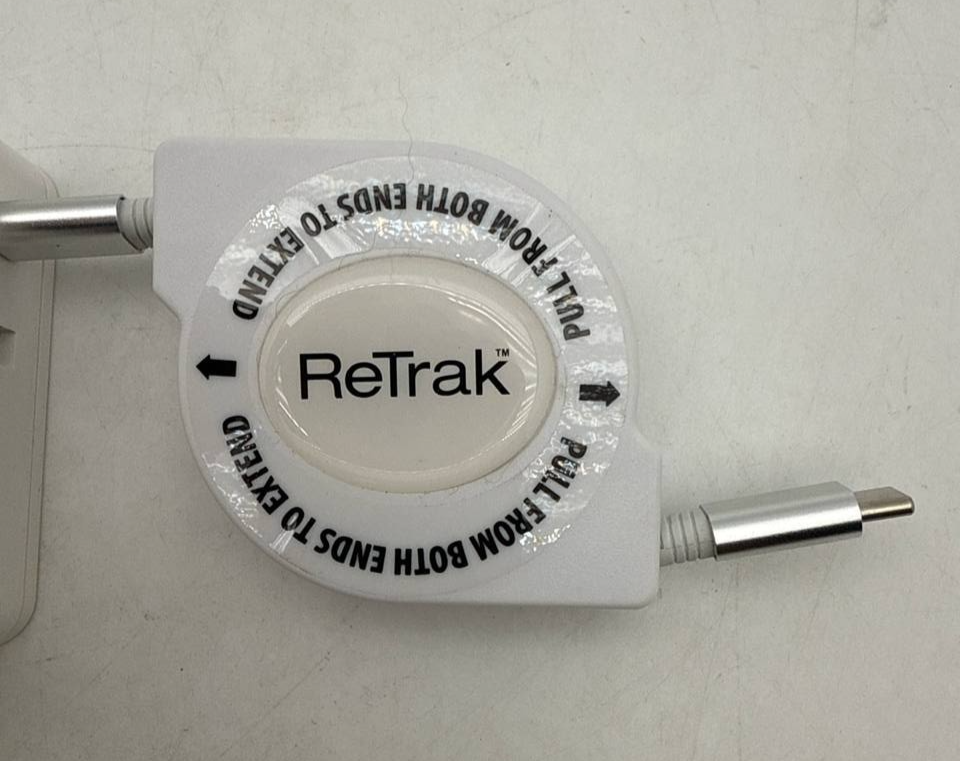 PULL FROM BOTH ENDS TO EXTEND
ReTrak™
PULL FROM BOTH ENDS TO EXTEND